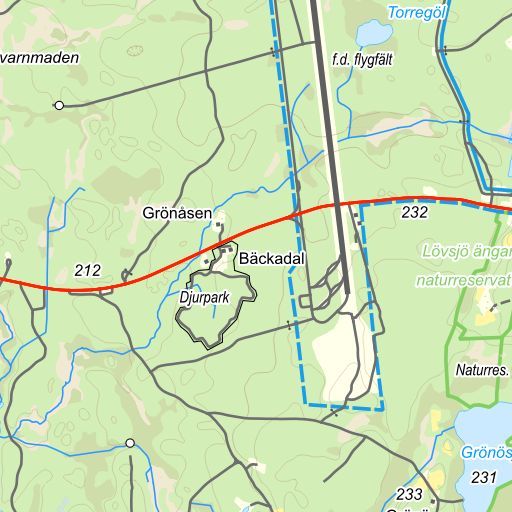 Torregöl
varnmaden
f.d. flygfält
Grönåsen
232
Lövsjö ängar
naturreservat
Bäckadal
212
Djurpark
Naturres.
Grönös
231
233